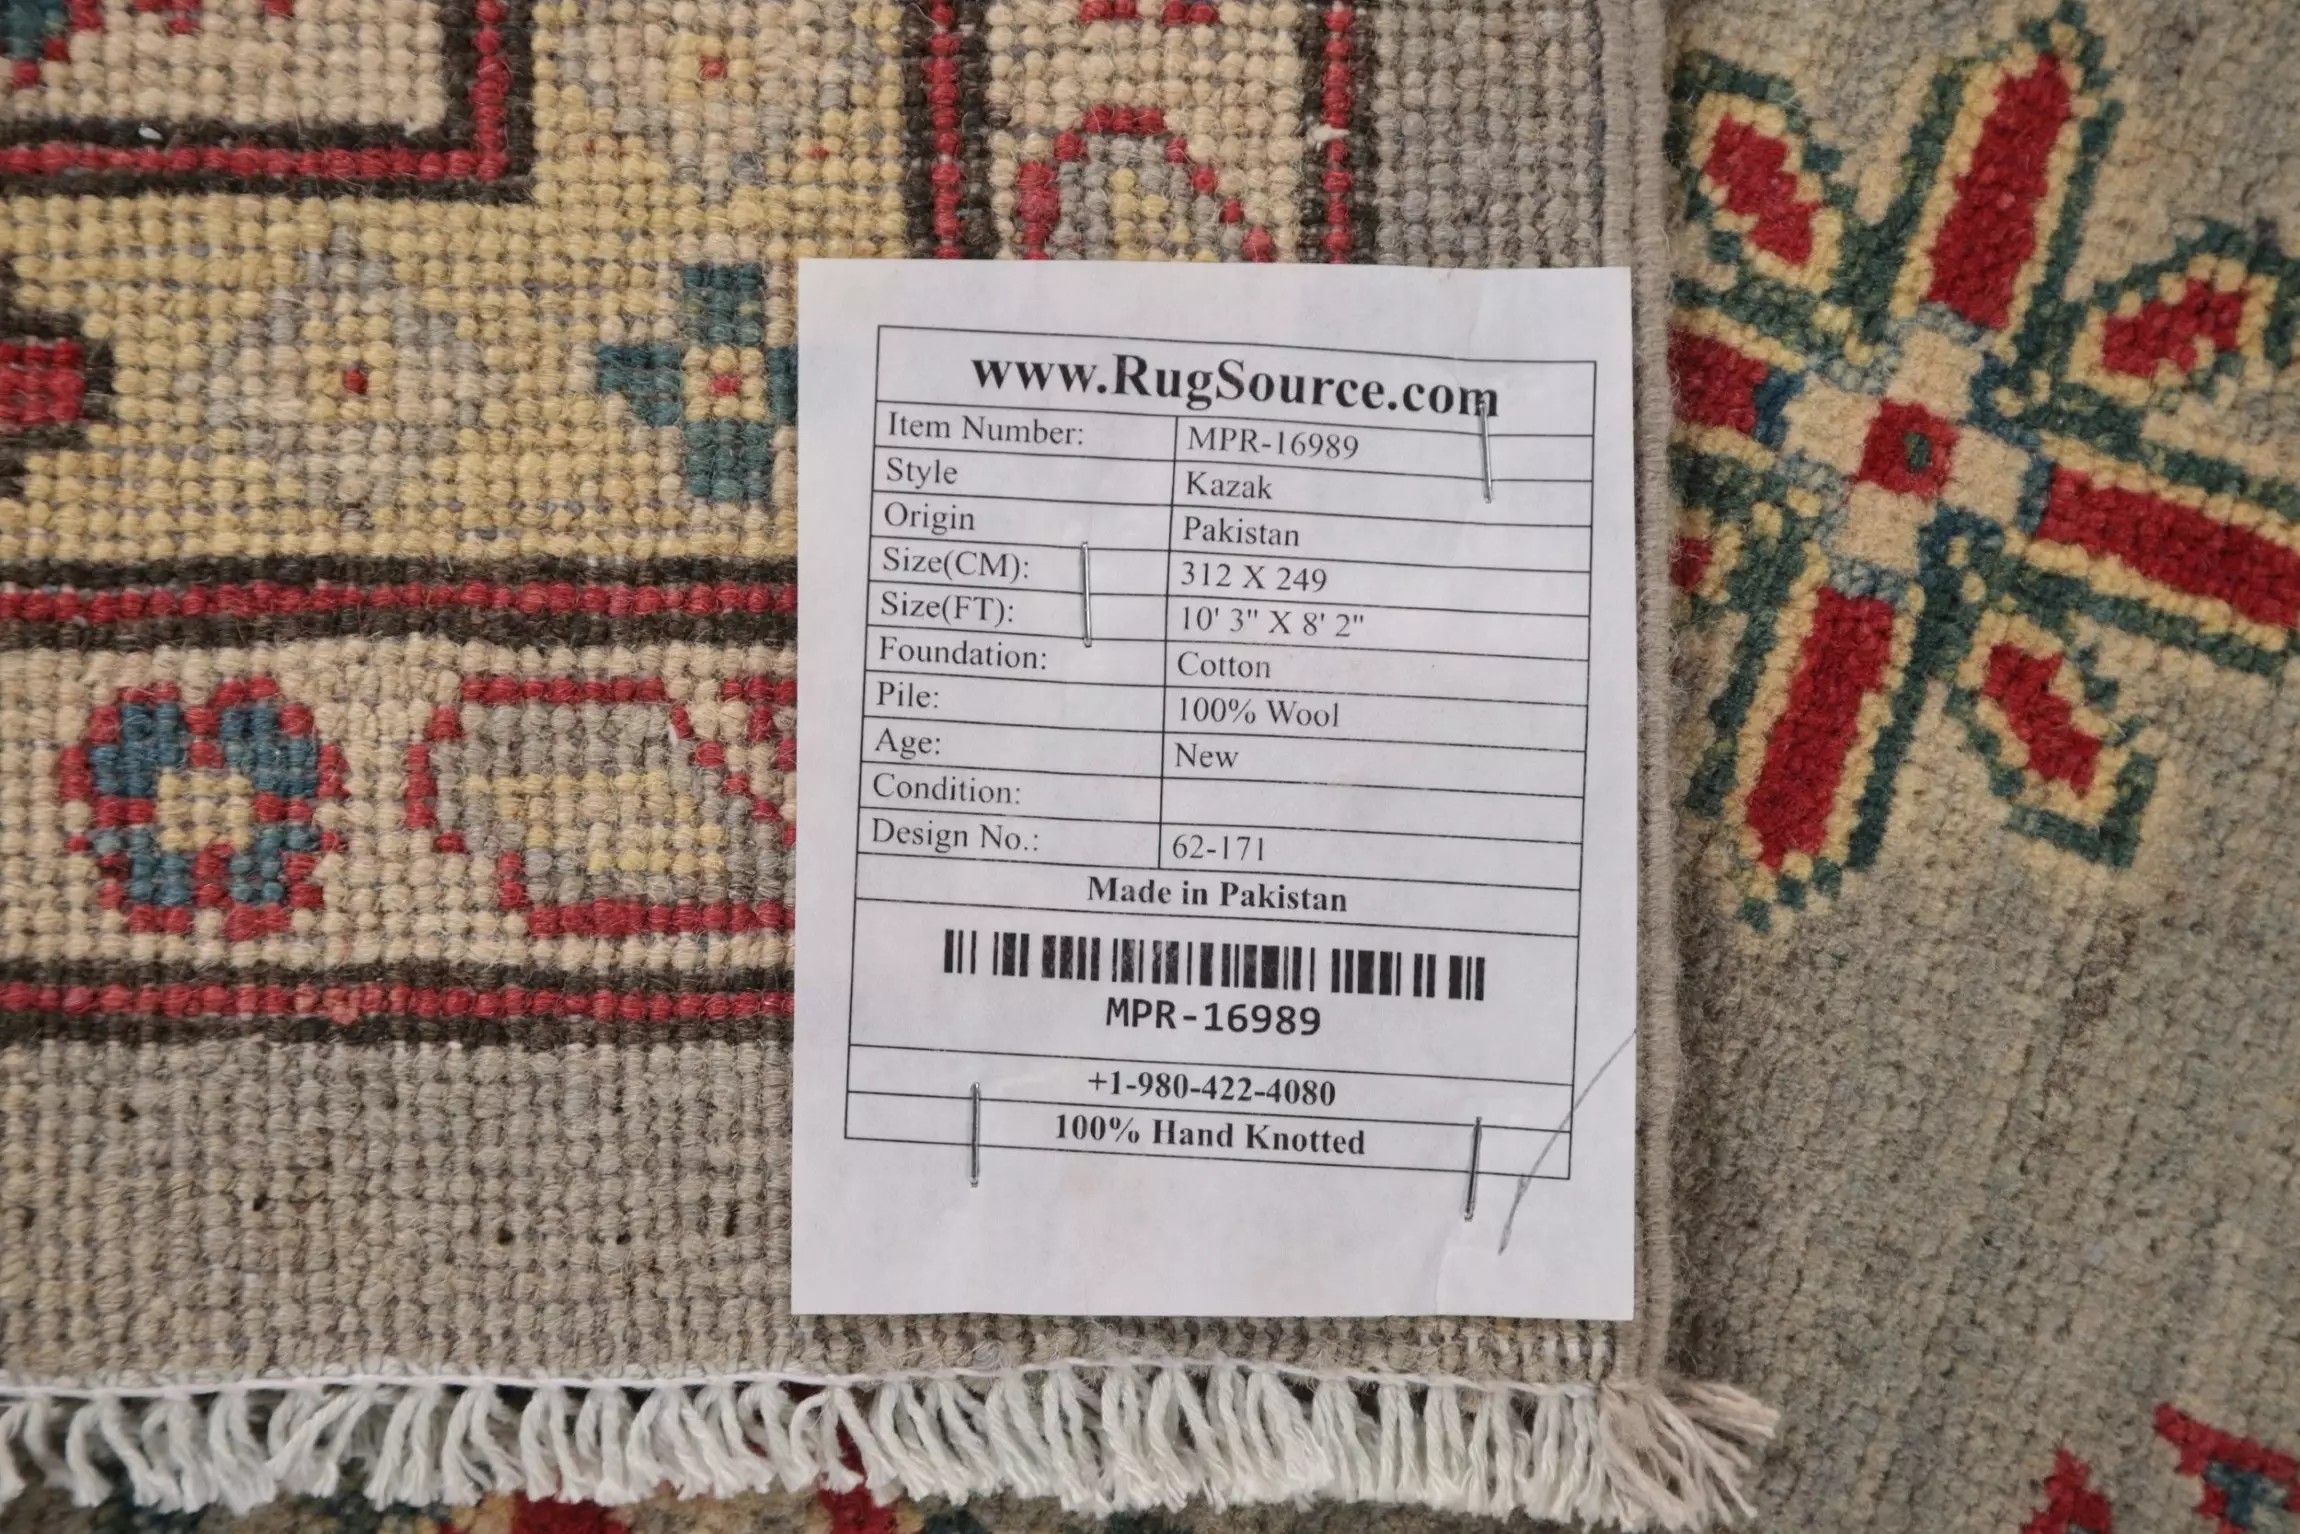 www.RugSource.com
Item Number: MPR-16989
Style Kazak
Origin Pakistan
Size(CM): 312 X 249
Size(FT): 10' 3" X 8' 2"
Foundation: Cotton
Pile: 100% Wool
Age: New
Condition:
Design No.: 62-171
Made in Pakistan
MPR-16989
+1-980-422-4080
100% Hand Knotted